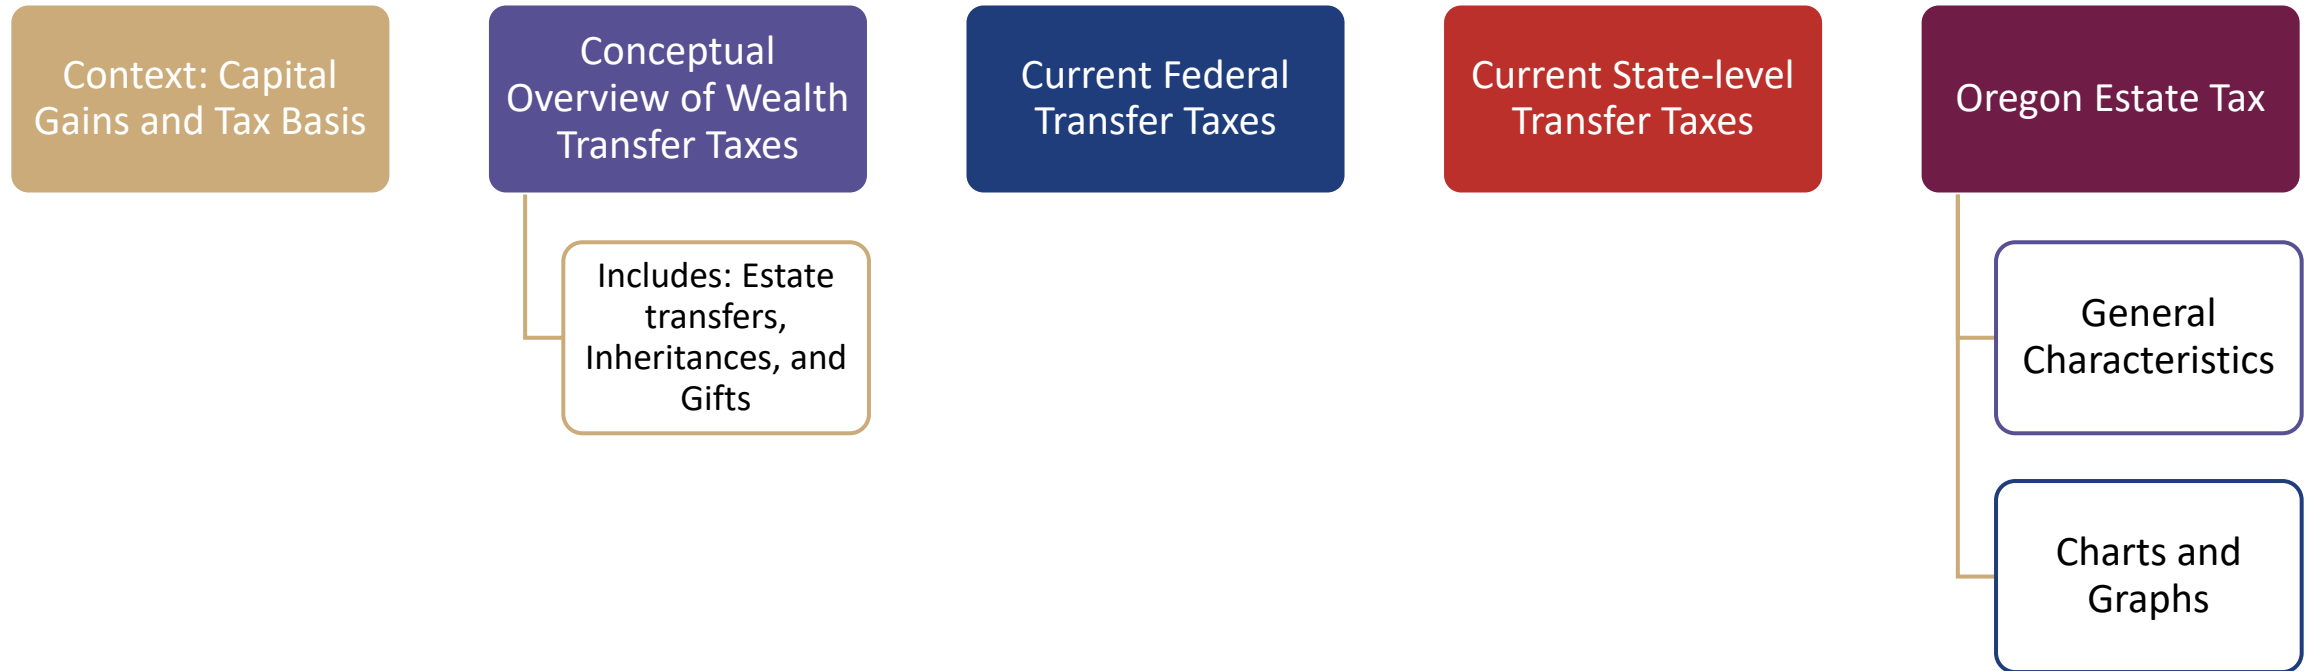 Context: Capital
Gains and Tax Basis
Conceptual
Overview of Wealth
Transfer Taxes
Includes: Estate
transfers,
Inheritances, and
Gifts
Current Federal
Transfer Taxes
Current State-level
Transfer Taxes
Oregon Estate Tax
General
Characteristics
Charts and
Graphs